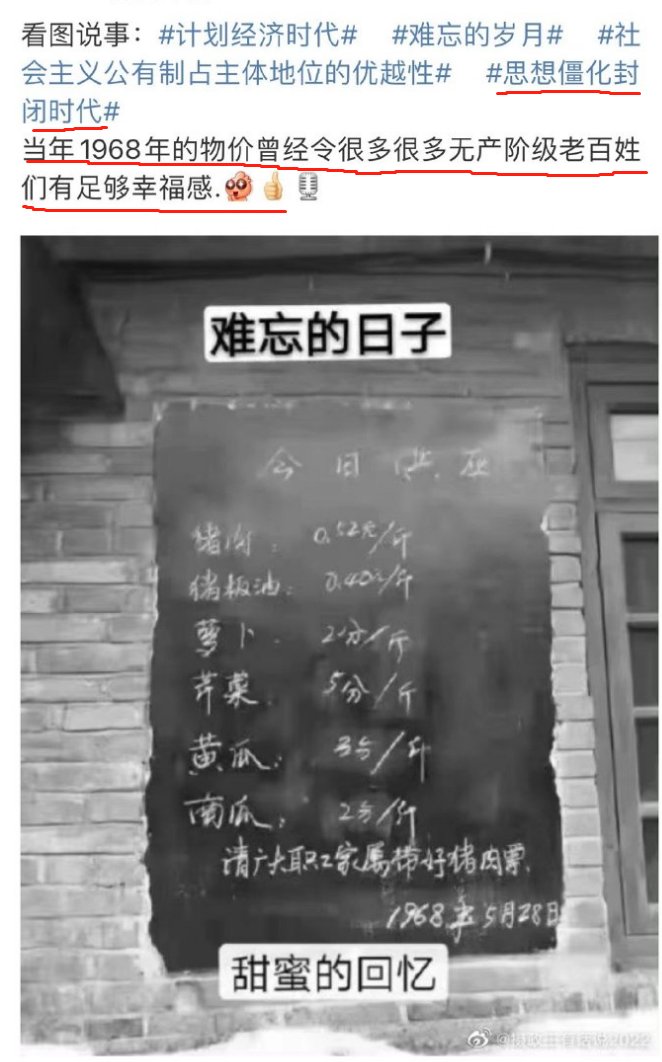 看图说事：#计划经济时代# #难忘的岁月# #社
会主义公有制占主体地位的优越性# #思想僵化封
闭时代#
当年1968年的物价曾经令很多很多无产阶级老百姓
们有足够幸福感.
难忘的日子
今日供应
猪肉：0.52元/斤
猪板油：0.40元/斤
萝卜 2分/斤
芹菜 5分/斤
黄瓜：3分/斤
南瓜：2分/斤
请广大职工家属带好猪肉票
1968年5月28日
甜蜜的回忆